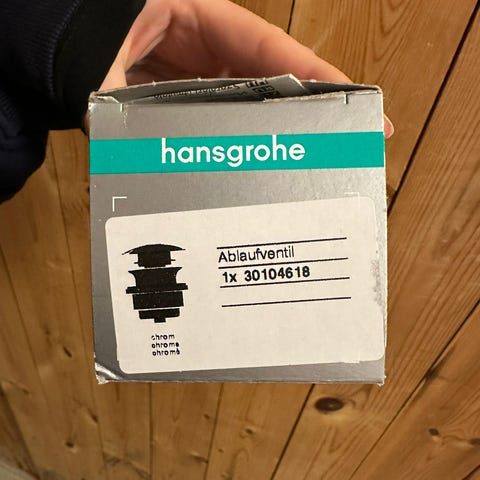 hansgrohe
Ablaufventil
1x 30104618
chrom
chrome
chromé